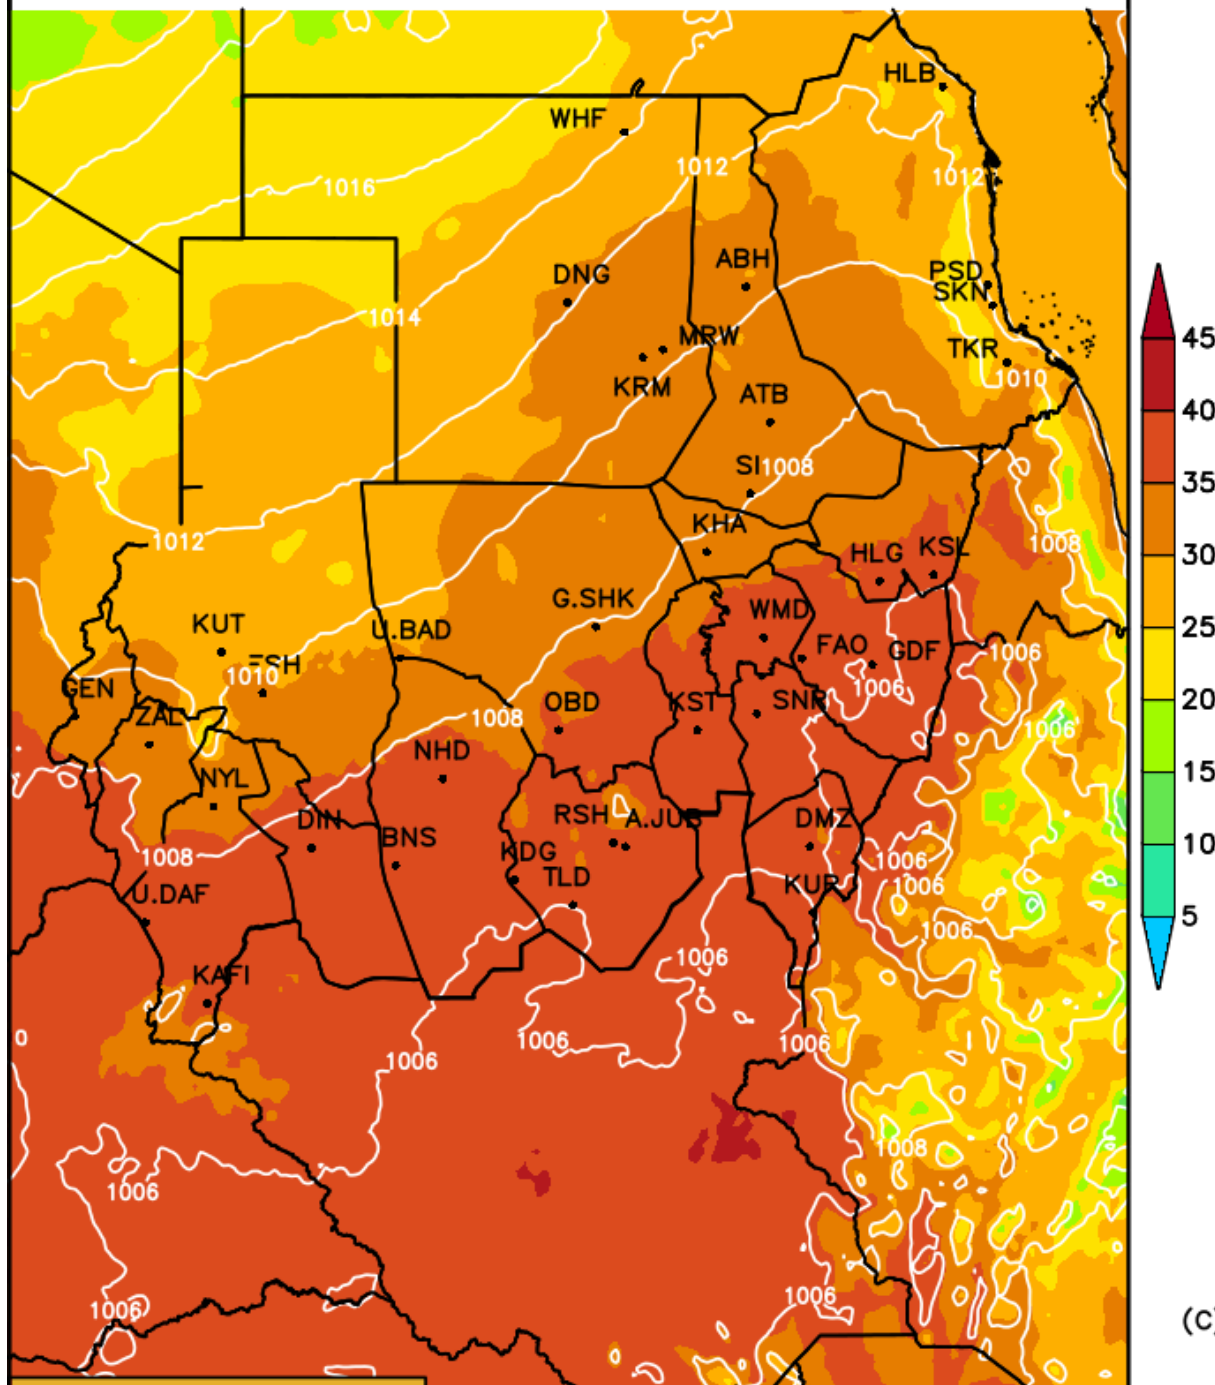 HLB
WHF
1012
1016
1012
ABH
DNG
PSD
SKN
1014
MRW
TKR
45
1010
KRM
ATB
40
SI
1008
35
KHA
1012
HLG
KSL
1008
30
G.SHK
WMD
KUT
U.BAD
FAO
GDF
25
SH
1006
1010
GEN
1006
20
OBD
KST
SNR
ZAL
1008
1006
NHD
15
NYL
RSH
A.JUB
DMZ
DIN
BNS
10
KDG
1008
1006
TLD
KUR
1006
U.DAF
5
1006
1006
KAFI
0
1006
1006
1006
1008
1006
1006
1006
(C)